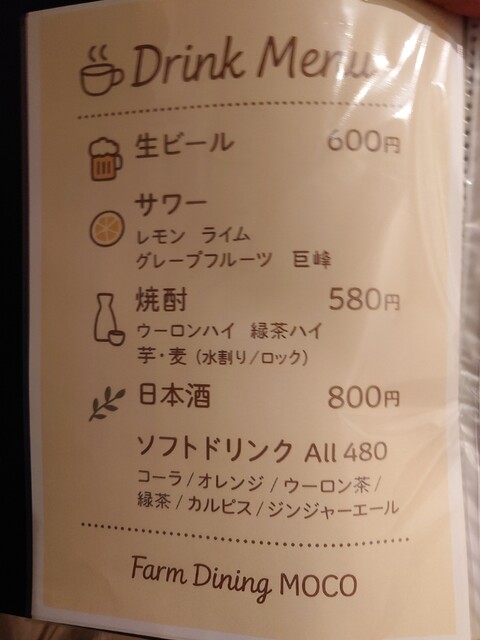 Drink Menu
生ビール 600円
サワー
レモン ライム
グレープフルーツ 巨峰
焼酎 580円
ウーロンハイ 緑茶ハイ
芋・麦 (水割り/ロック)
日本酒 800円
ソフトドリンク All 480
コーラ/オレンジ/ウーロン茶/
緑茶/カルピス/ジンジャーエール
Farm Dining MOCO